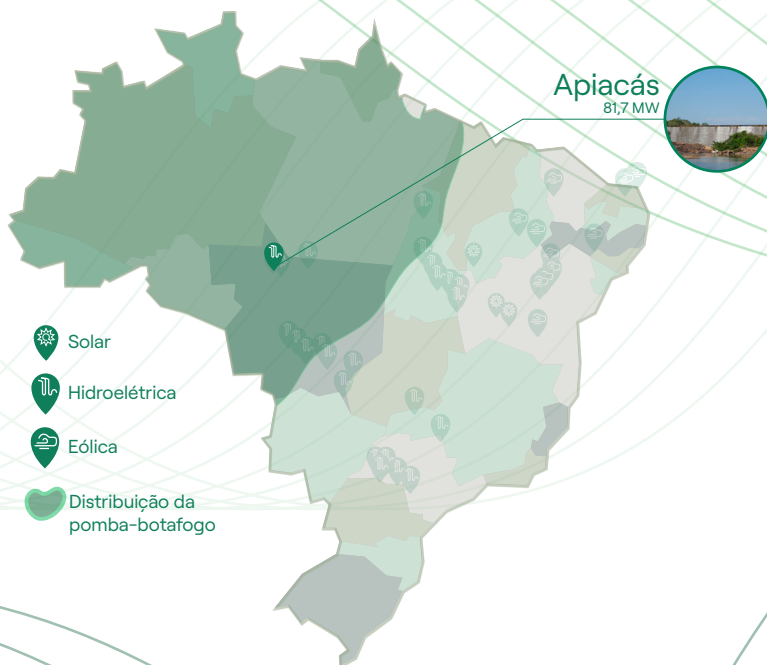 Apiacás
81,7 MW
Solar
Hidroelétrica
Eólica
Distribuição da
pomba-botafogo